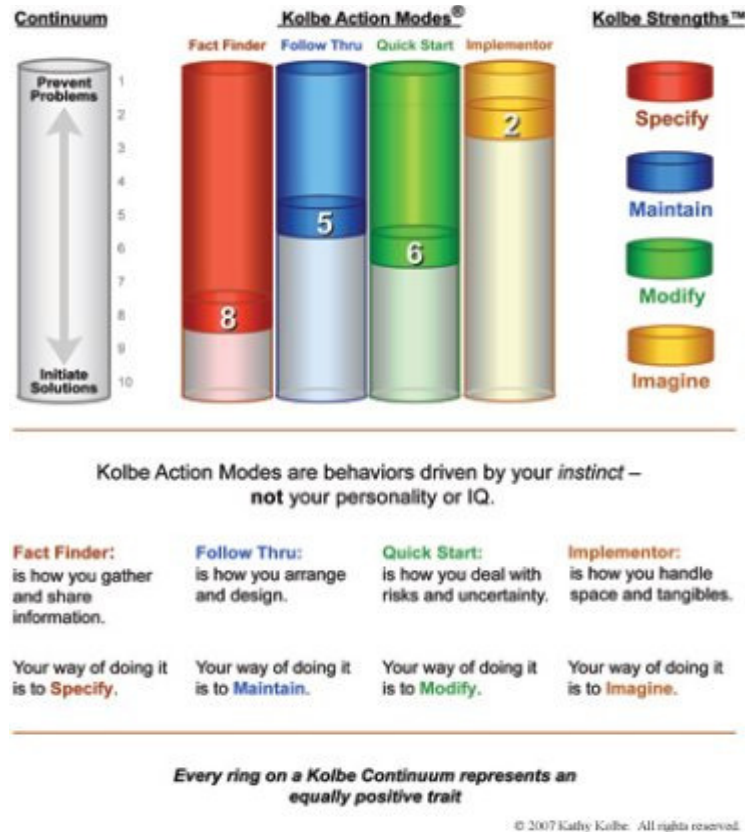 Continuum
Kolbe Action Modes®
Kolbe Strengths™
Fact Finder
Follow Thru
Quick Start
Implementor
Prevent
Problems
Initiate
Solutions
1
2
3
4
5
6
7
8
9
10
8
5
6
2
Specify
Maintain
Modify
Imagine
Kolbe Action Modes are behaviors driven by your instinct –
not your personality or IQ.
Fact Finder:
is how you gather
and share
information.
Your way of doing it
is to Specify.
Follow Thru:
is how you arrange
and design.
Your way of doing it
is to Maintain.
Quick Start:
is how you deal with
risks and uncertainty.
Your way of doing it
is to Modify.
Implementor:
is how you handle
space and tangibles.
Your way of doing it
is to Imagine.
Every ring on a Kolbe Continuum represents an
equally positive trait
© 2007 Kathy Kolbe. All rights reserved.